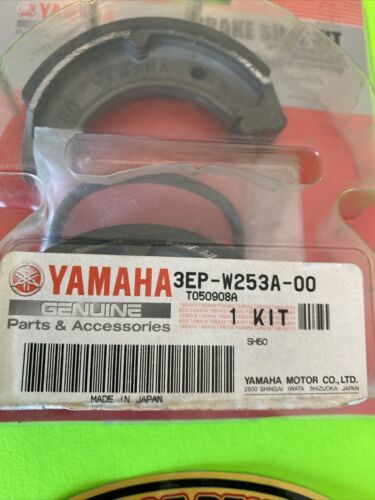 BRAKE SHOE KIT
YAMAHA
YAMAHA
3EP-W253A-00
T050908A
GENUINE
Parts & Accessories
1 KIT
SH50
MADE IN JAPAN
YAMAHA MOTOR CO.,LTD.
2500 SHINGAI IWATA SHIZUOKA JAPAN